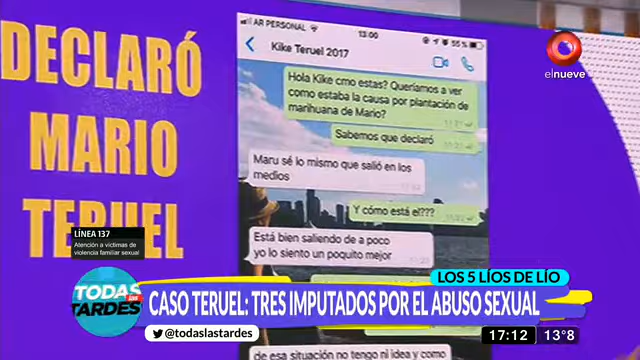 DECLARÓ
MARIO
TERUEL
AR PERSONAL
13:00
55 %
Kike Teruel 2017
Hola Kike cmo estas? Queríamos a ver
como estaba la causa por plantación de
marihuana de Mario?
Sabemos que declaró
Maru sé lo mismo que salió en los
medios
Y cómo está el???
Está bien saliendo de a poco
yo lo siento un poquito mejor
de esa situación no tengo ni idea y como
elnueve
LÍNEA 137
Atención a víctimas de
violencia familiar sexual
LOS 5 LÍOS DE LÍO
TODAS
LAS
TARDES
CASO TERUEL: TRES IMPUTADOS POR EL ABUSO SEXUAL
@todaslastardes
17:12
13°8